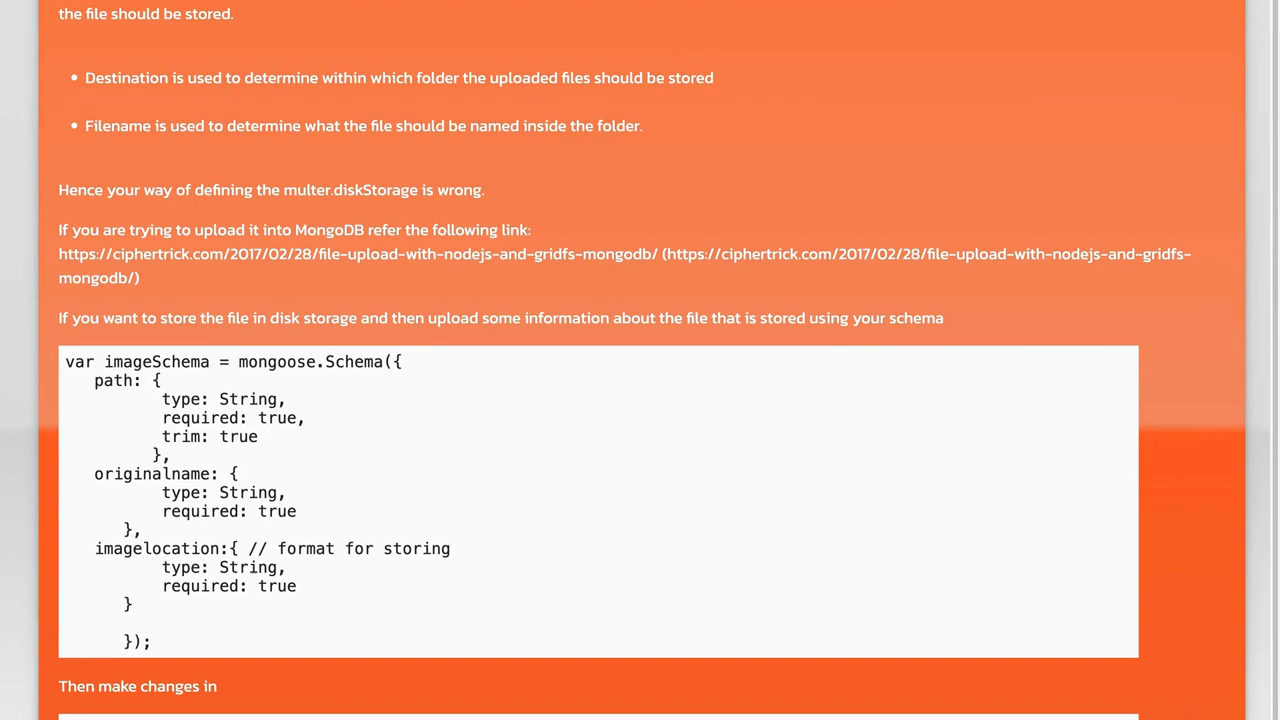 the file should be stored.
• Destination is used to determine within which folder the uploaded files should be stored
• Filename is used to determine what the file should be named inside the folder.
Hence your way of defining the multer.diskStorage is wrong.
If you are trying to upload it into MongoDB refer the following link:
https://ciphertrick.com/2017/02/28/file-upload-with-nodejs-and-gridfs-mongodb/ (https://ciphertrick.com/2017/02/28/file-upload-with-nodejs-and-gridfs-
mongodb/)
If you want to store the file in disk storage and then upload some information about the file that is stored using your schema
var imageSchema = mongoose.Schema({
   path: {
          type: String,
          required: true,
          trim: true
         },
   originalname: {
          type: String,
          required: true
      },
   imagelocation:{ // format for storing
          type: String,
          required: true
      }
      });
Then make changes in